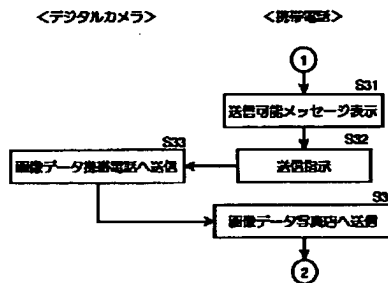 <デジタルカメラ>
<携帯電話>
1
S31
送信可能メッセージ表示
S32
送信指示
S33
画像データ携帯電話へ送信
画像データ写真店へ送信
2